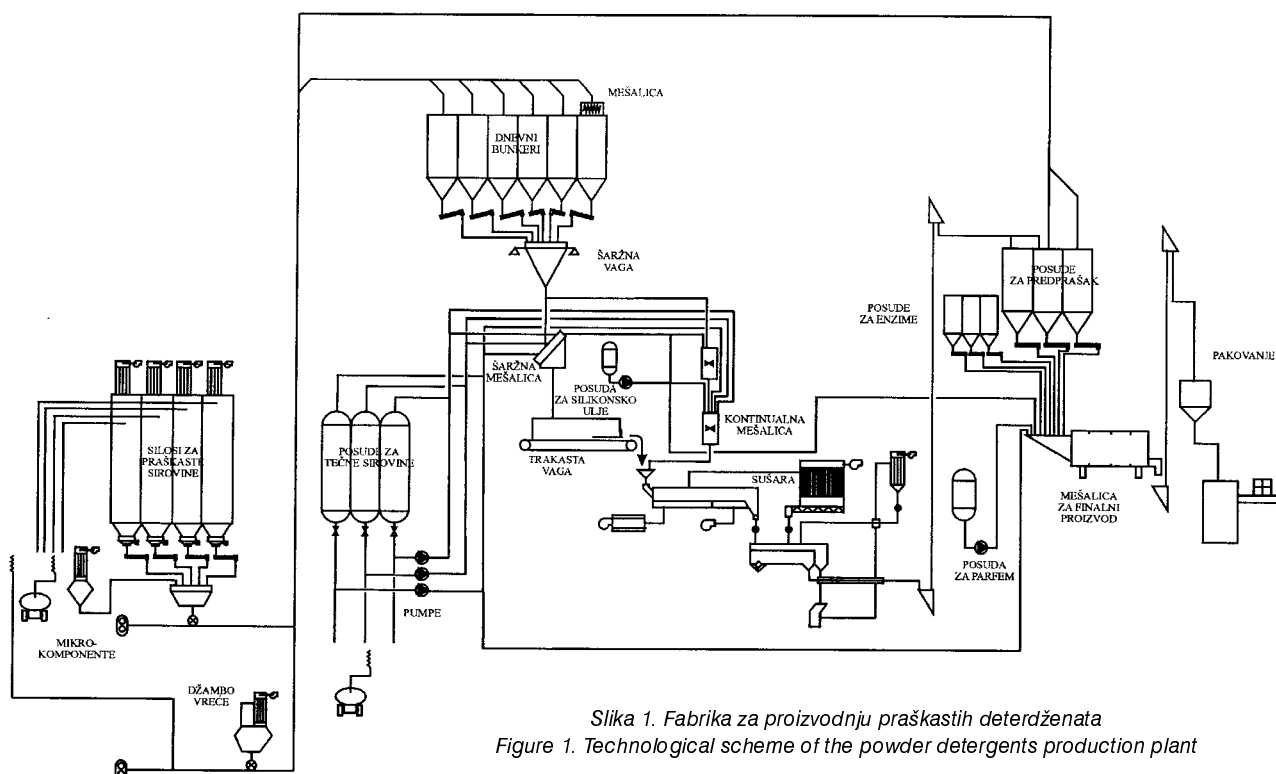 MEŠALICA
DNEVNI
BUNKERI
ŠARŽNA
VAGA
POSUDE
ZA PREDPRAŠAK
POSUDE
ZA ENZIME
PAKOVANJE
ŠARŽNA
MEŠALICA
POSUDA
ZA SILIKONSKO
ULJE
KONTINUALNA
MEŠALICA
SILOSI ZA
PRAŠKASTE
SIROVINE
POSUDE ZA
TEČNE SIROVINE
TRAKASTA
VAGA
SUŠARA
MEŠALICA
ZA FINALNI
PROIZVOD
POSUDA
ZA PARFEM
PUMPE
MIKRO-
KOMPONENTE
DŽAMBO
VREĆE
Slika 1. Fabrika za proizvodnju praškastih deterdženata
Figure 1. Technological scheme of the powder detergents production plant